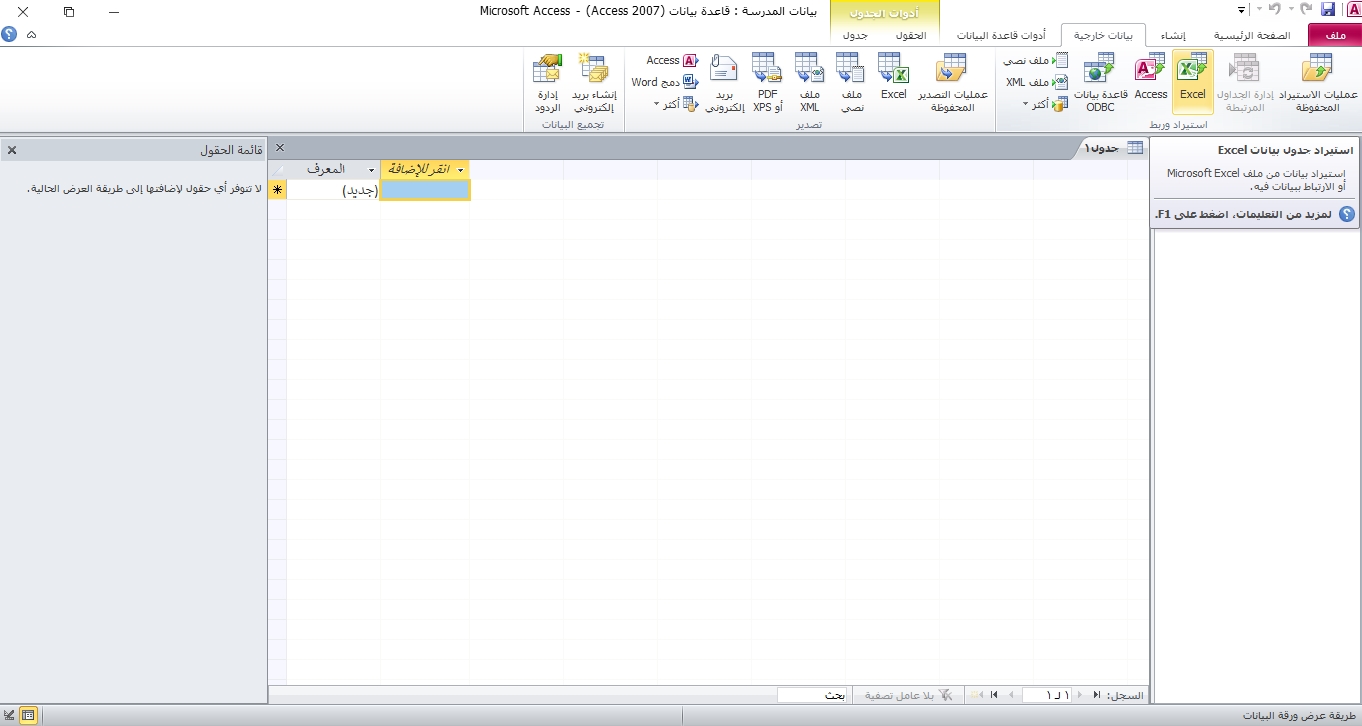 بيانات المدرسة : قاعدة بيانات (Access 2007) - Microsoft Access
أدوات الجدول
ملف
الصفحة الرئيسية
إنشاء
بيانات خارجية
أدوات قاعدة البيانات
الحقول
جدول
عمليات الاستيراد المحفوظة
إدارة الجداول المرتبطة
Excel
Access
قاعدة بيانات ODBC
ملف نصي
ملف XML
أكثر
استيراد وربط
عمليات التصدير المحفوظة
Excel
ملف نصي
ملف XML
PDF أو XPS
بريد إلكتروني
Access
دمج Word
أكثر
تصدير
إنشاء بريد إلكتروني
إدارة الردود
تجميع البيانات
استيراد جدول بيانات Excel
استيراد بيانات من ملف Microsoft Excel
أو الارتباط ببيانات فيه.
لمزيد من التعليمات، اضغط على F1.
جدول١
المعرف
انقر للإضافة
(جديد)
قائمة الحقول
لا تتوفر أي حقول لإضافتها إلى طريقة العرض الحالية.
السجل:
١ لـ ١
بلا عامل تصفية
بحث
طريقة عرض ورقة البيانات